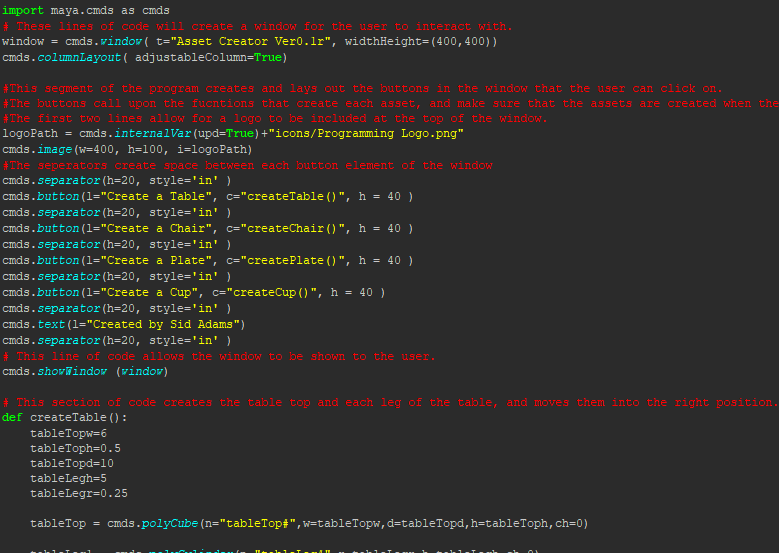 import maya.cmds as cmds
# These lines of code will create a window for the user to interact with.
window = cmds.window( t="Asset Creator Ver0.1r", widthHeight=(400,400))
cmds.columnLayout( adjustableColumn=True)
#This segment of the program creates and lays out the buttons in the window that the user can click on.
#The buttons call upon the fucntions that create each asset, and make sure that the assets are created when the
#The first two lines allow for a logo to be included at the top of the window.
logoPath = cmds.internalVar(upd=True)+"icons/Programming Logo.png"
cmds.image(w=400, h=100, i=logoPath)
#The seperators create space between each button element of the window
cmds.separator(h=20, style='in' )
cmds.button(l="Create a Table", c="createTable()", h = 40 )
cmds.separator(h=20, style='in' )
cmds.button(l="Create a Chair", c="createChair()", h = 40 )
cmds.separator(h=20, style='in' )
cmds.button(l="Create a Plate", c="createPlate()", h = 40 )
cmds.separator(h=20, style='in' )
cmds.button(l="Create a Cup", c="createCup()", h = 40 )
cmds.separator(h=20, style='in' )
cmds.text(l="Created by Sid Adams")
cmds.separator(h=20, style='in' )
# This line of code allows the window to be shown to the user.
cmds.showWindow (window)
# This section of code creates the table top and each leg of the table, and moves them into the right position.
def createTable():
    tableTopw=6
    tableToph=0.5
    tableTopd=10
    tableLegh=5
    tableLegr=0.25
    tableTop = cmds.polyCube(n="tableTop#",w=tableTopw,d=tableTopd,h=tableToph,ch=0)